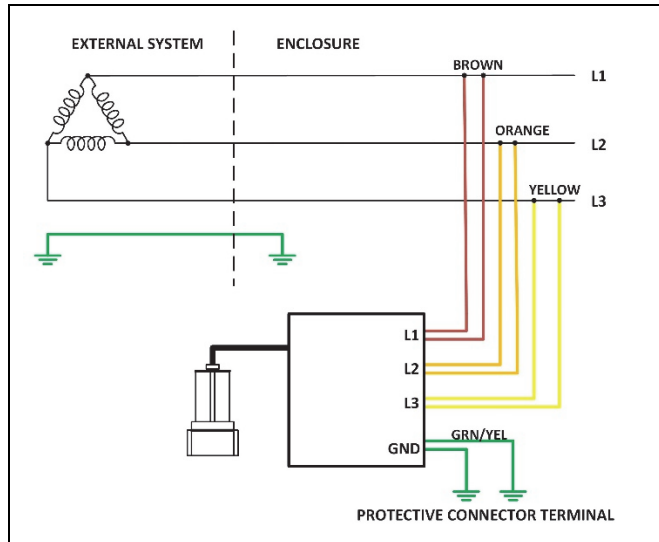 EXTERNAL SYSTEM
ENCLOSURE
BROWN
L1
ORANGE
L2
YELLOW
L3
L1
L2
L3
GRN/YEL
GND
PROTECTIVE CONNECTOR TERMINAL